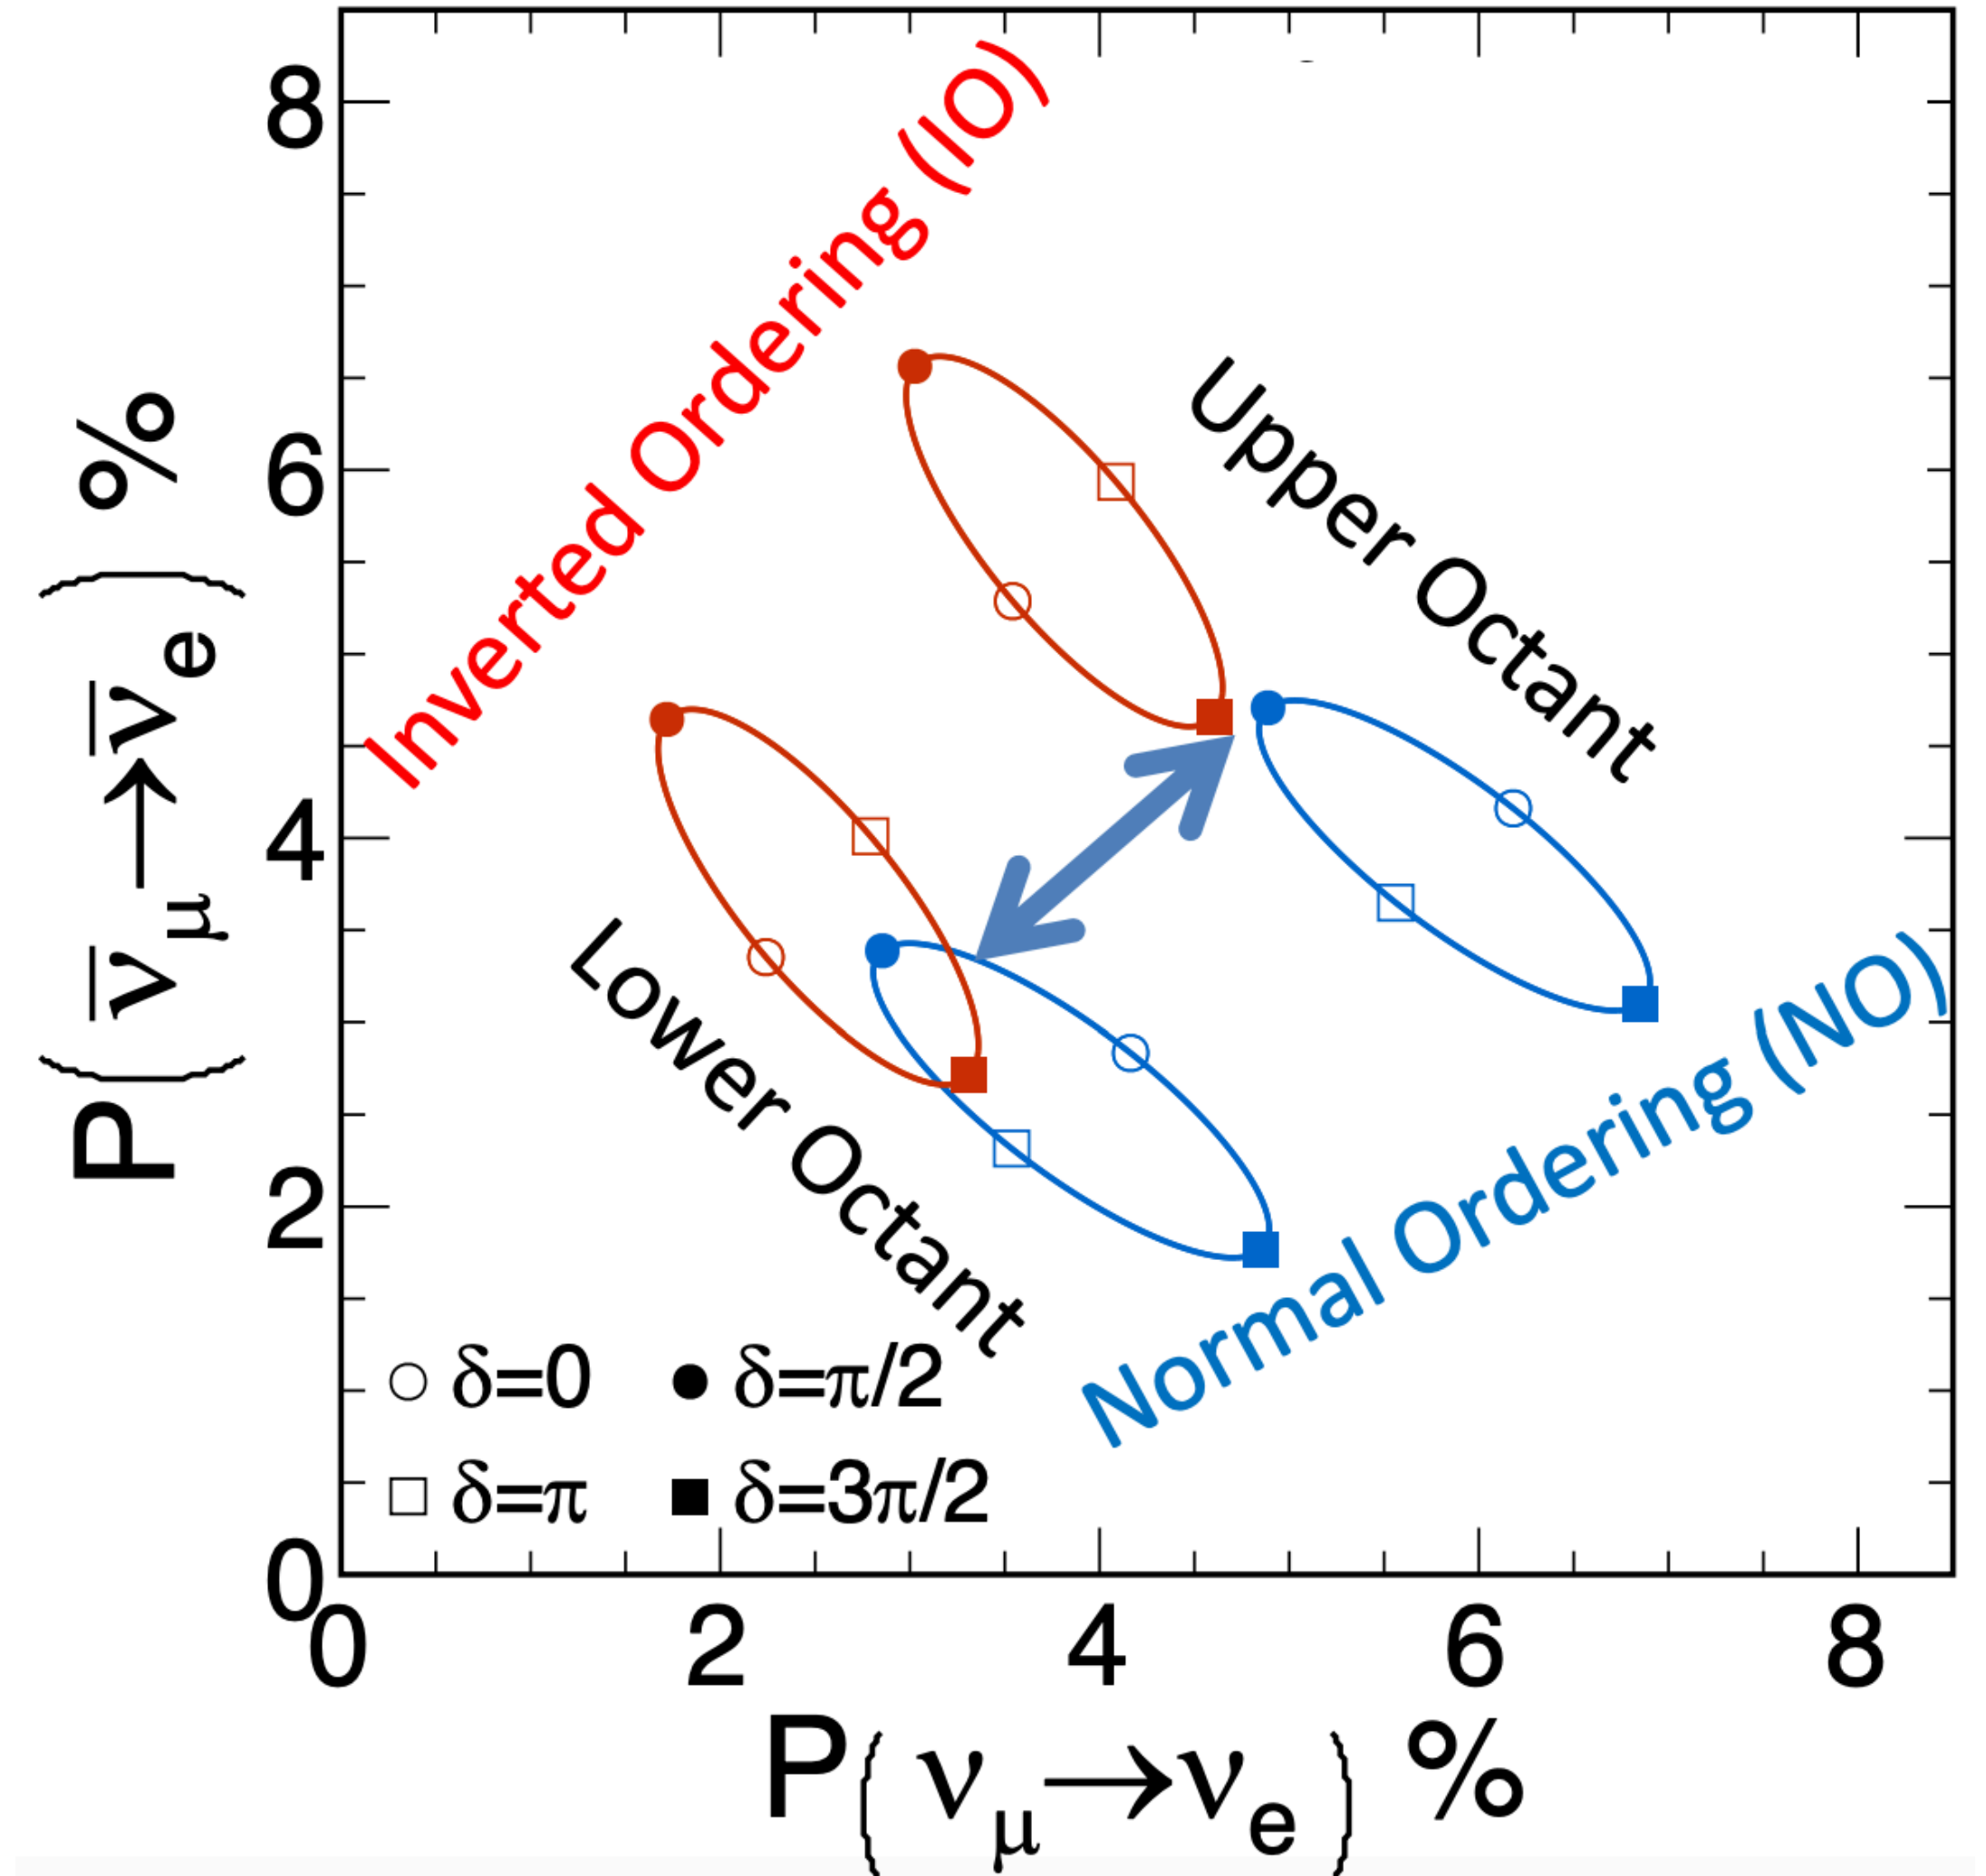 Inverted Ordering (IO)
Upper Octant
Lower Octant
Normal Ordering (NO)
P( ν̅μ→ν̅e ) %
8
6
4
2
0
δ=0
δ=π/2
δ=π
δ=3π/2
0 2 4 6 8
P( νμ→νe ) %